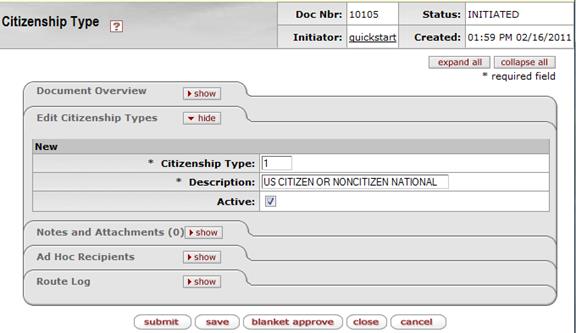 Citizenship Type ?
Doc Nbr: 10105 Status: INITIATED
Initiator: quickstart Created: 01:59 PM 02/16/2011
expand all collapse all
* required field
Document Overview show
Edit Citizenship Types hide
New
* Citizenship Type: 1
* Description: US CITIZEN OR NONCITIZEN NATIONAL
Active:
Notes and Attachments (0) show
Ad Hoc Recipients show
Route Log show
submit save blanket approve close cancel